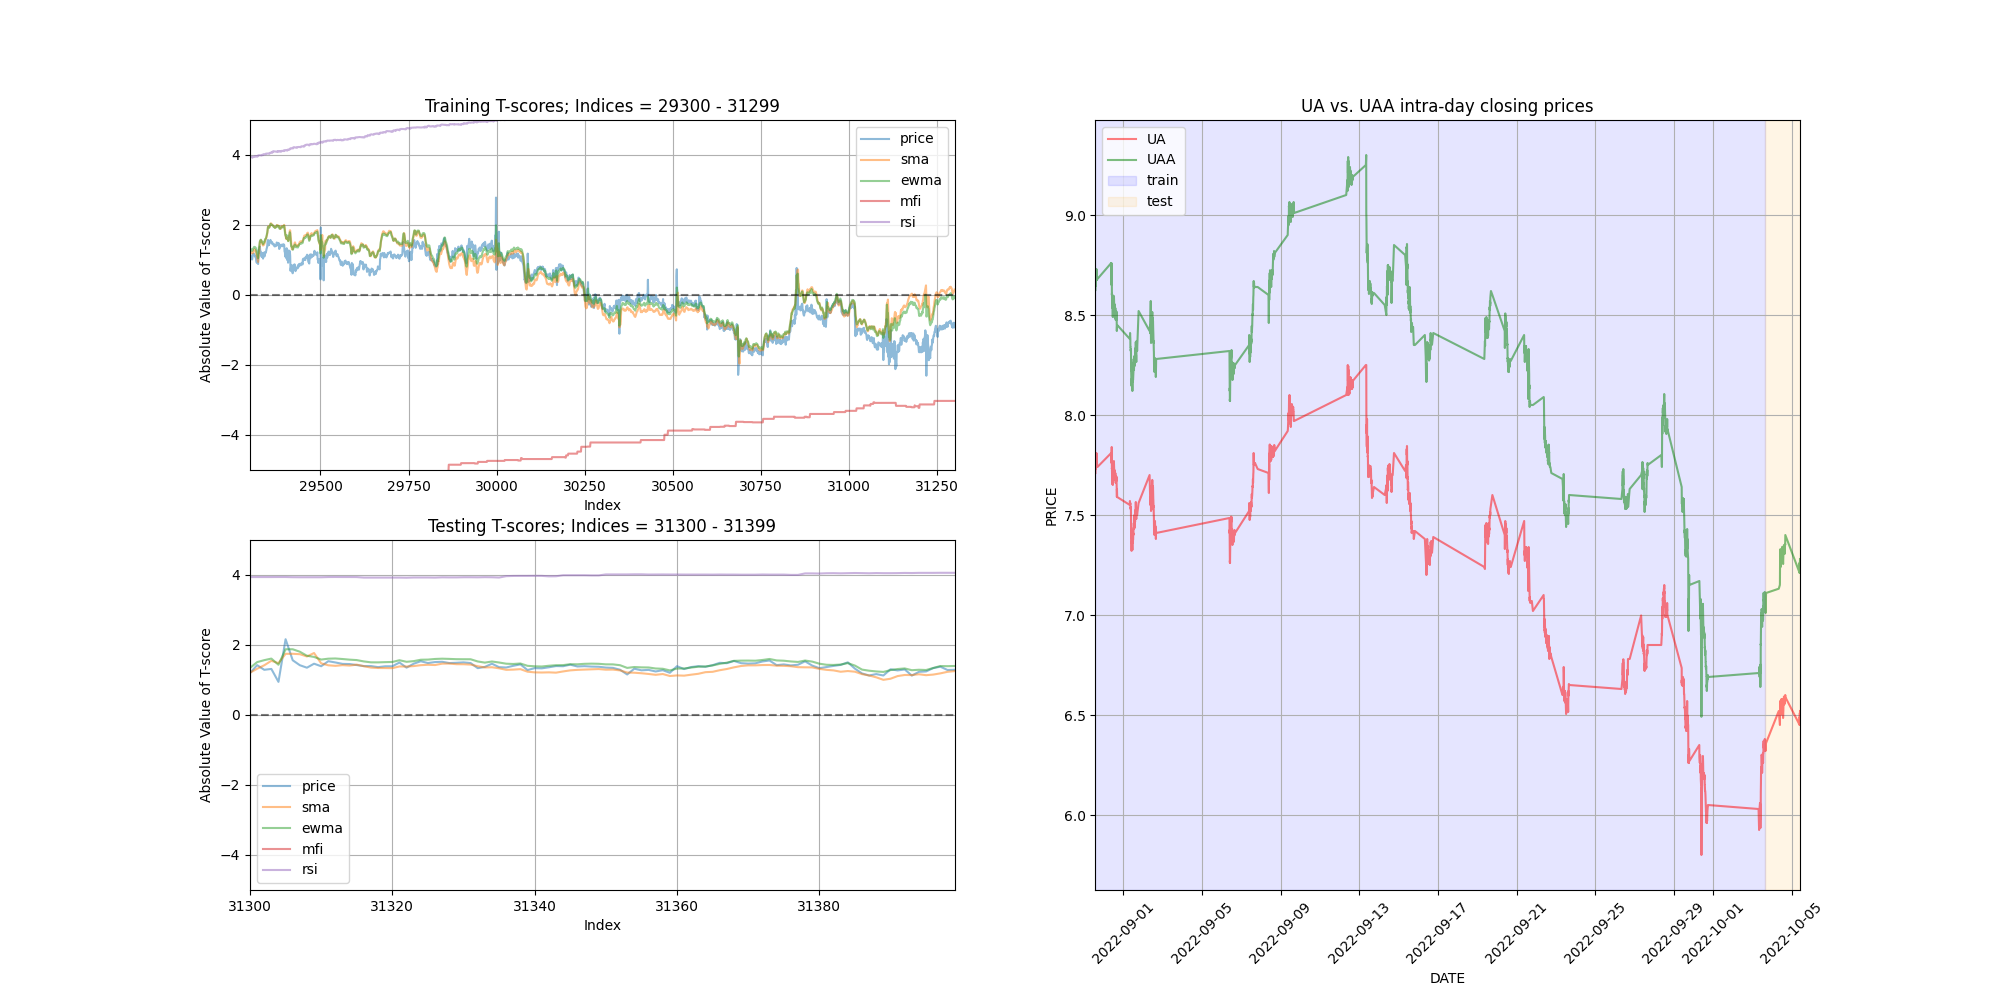 Training T-scores; Indices = 29300 - 31299
Absolute Value of T-score
4
2
0
−2
−4
price
sma
ewma
mfi
rsi
29500 29750 30000 30250 30500 30750 31000 31250
Index
Testing T-scores; Indices = 31300 - 31399
Absolute Value of T-score
4
2
0
−2
−4
price
sma
ewma
mfi
rsi
31300 31320 31340 31360 31380
Index
UA vs. UAA intra-day closing prices
UA
UAA
train
test
PRICE
9.0
8.5
8.0
7.5
7.0
6.5
6.0
2022-09-01 2022-09-05 2022-09-09 2022-09-13 2022-09-17 2022-09-21 2022-09-25 2022-09-29 2022-10-01 2022-10-05
DATE